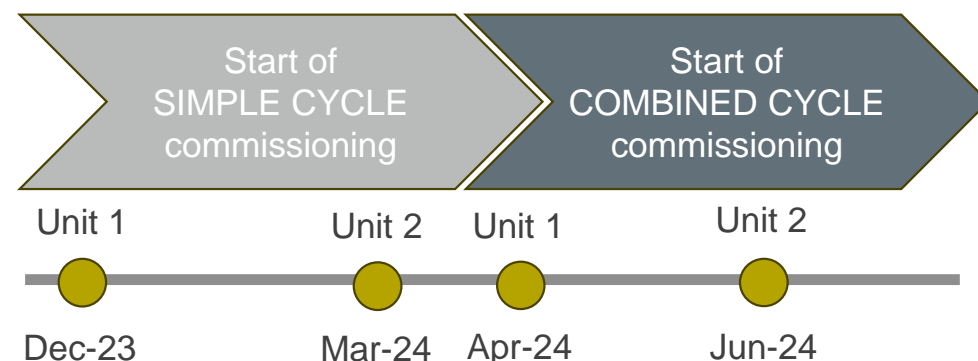 Start of
SIMPLE CYCLE
commissioning
Start of
COMBINED CYCLE
commissioning
Unit 1
Unit 2
Unit 1
Unit 2
Dec-23
Mar-24
Apr-24
Jun-24